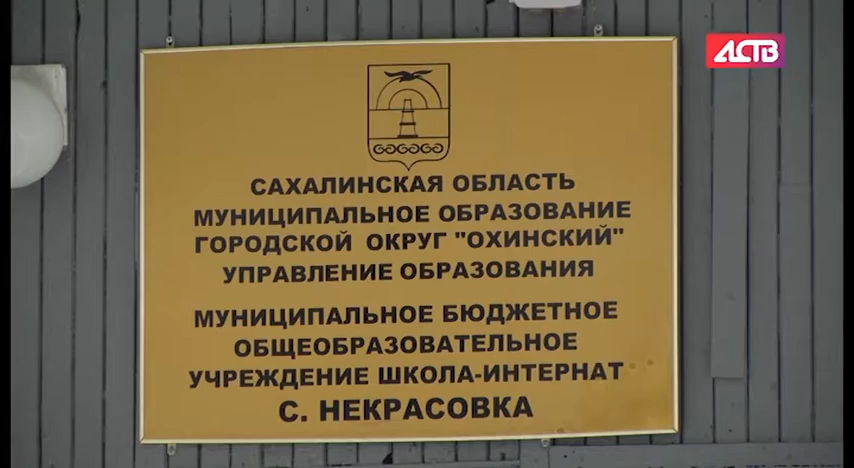 АСТВ
САХАЛИНСКАЯ ОБЛАСТЬ
МУНИЦИПАЛЬНОЕ ОБРАЗОВАНИЕ
ГОРОДСКОЙ ОКРУГ "ОХИНСКИЙ"
УПРАВЛЕНИЕ ОБРАЗОВАНИЯ
МУНИЦИПАЛЬНОЕ БЮДЖЕТНОЕ
ОБЩЕОБРАЗОВАТЕЛЬНОЕ
УЧРЕЖДЕНИЕ ШКОЛА-ИНТЕРНАТ
С. НЕКРАСОВКА